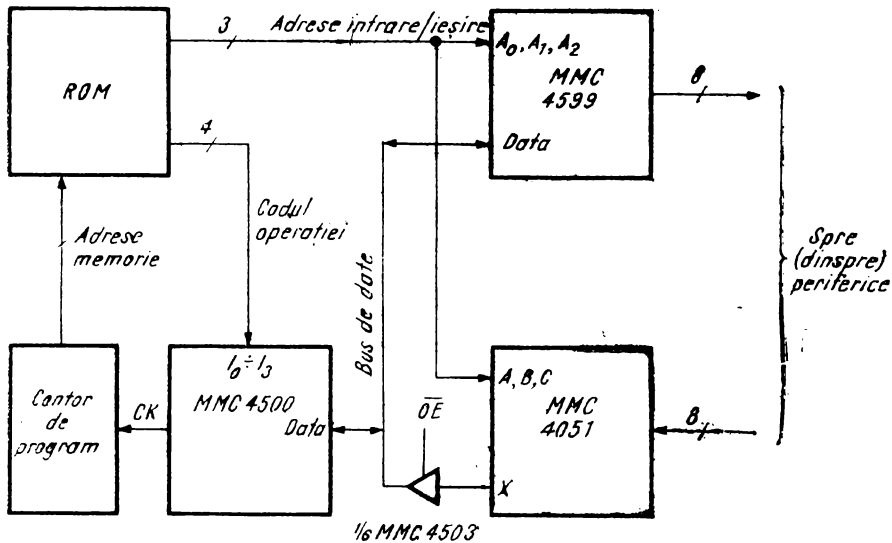 3
Adrese intrare/ieșire
A0, A1, A2
MMC
4599
8
ROM
4
Data
Codul
operației
Adrese
memorie
Bus de date
Spre
(dinspre)
periferice
I0 ÷ I3
MMC 4500
Data
Contor
de
program
CK
OE
A, B, C
MMC
4051
8
X
1/6 MMC 4503